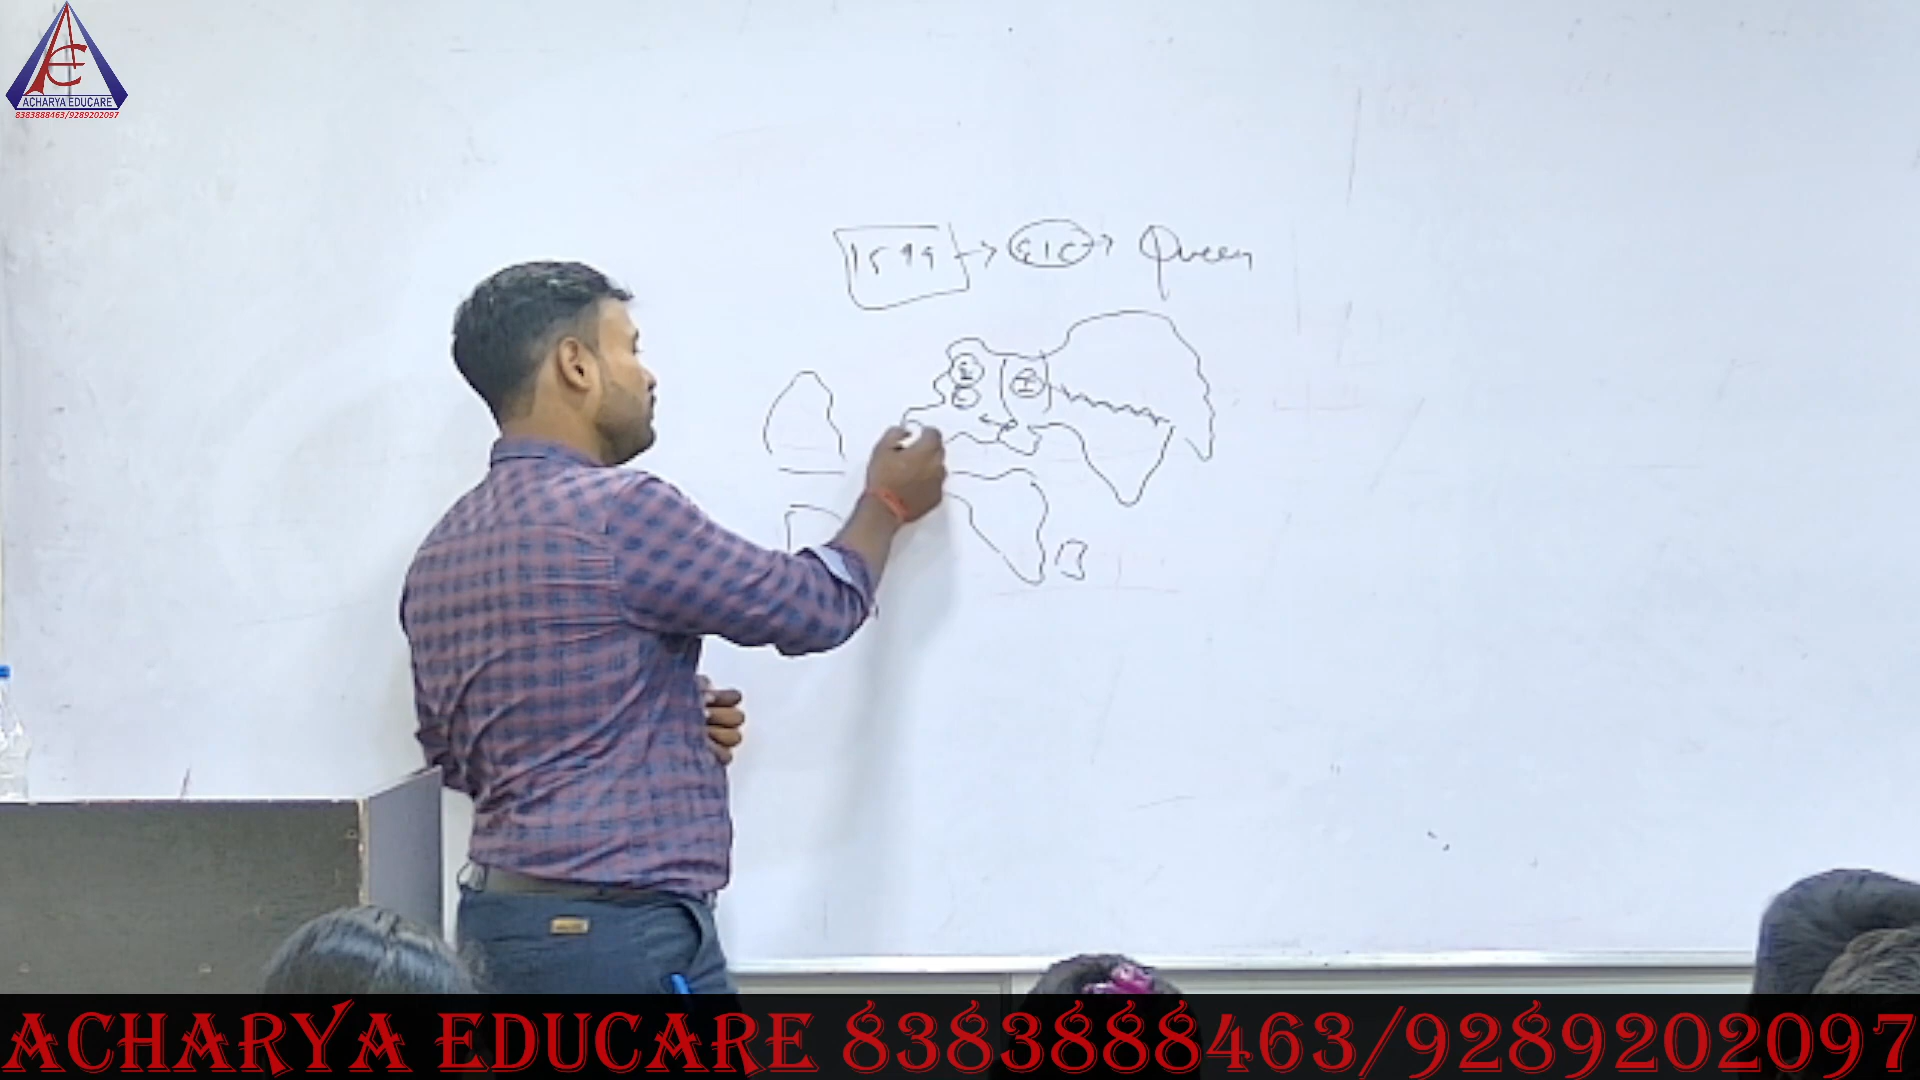 ACHARYA EDUCARE
8383888463/9289202097
1599 → EIC → Queen
I
ACHARYA EDUCARE 8383888463/9289202097